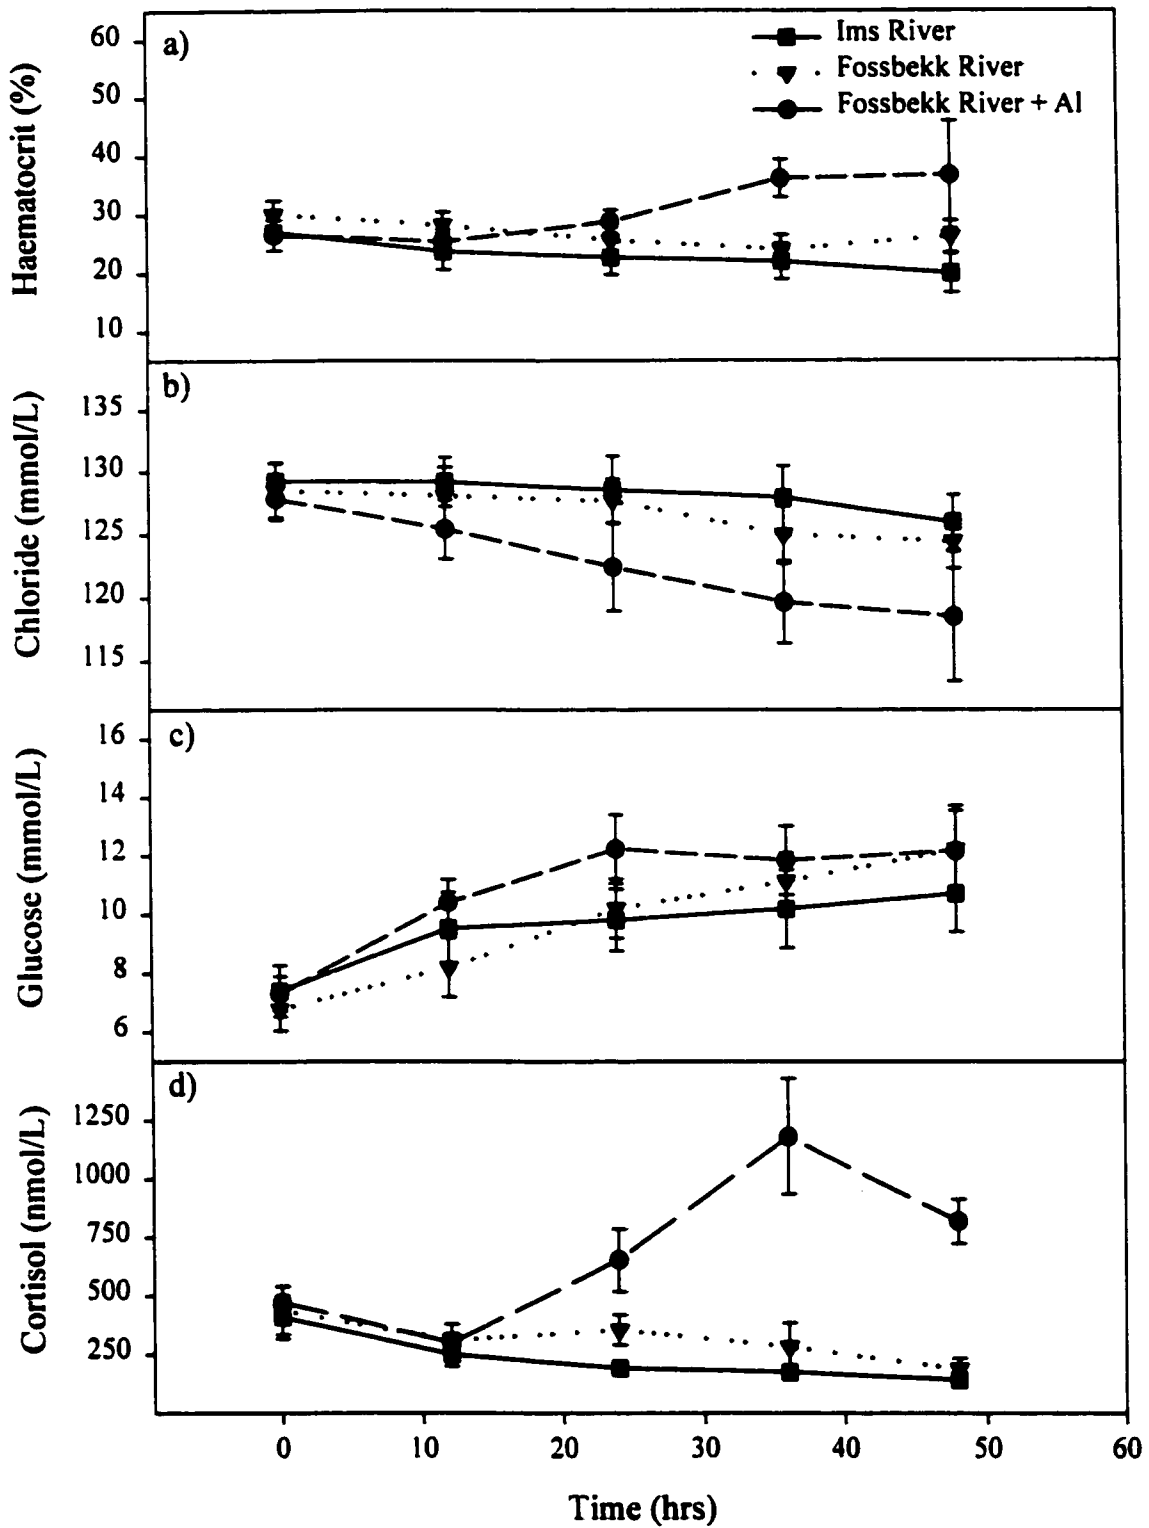 a)
Ims River
Fossbekk River
Fossbekk River + Al
Haematocrit (%)
60
50
40
30
20
10
b)
Chloride (mmol/L)
135
130
125
120
115
c)
Glucose (mmol/L)
16
14
12
10
8
6
d)
Cortisol (nmol/L)
1250
1000
750
500
250
0 10 20 30 40 50 60
Time (hrs)